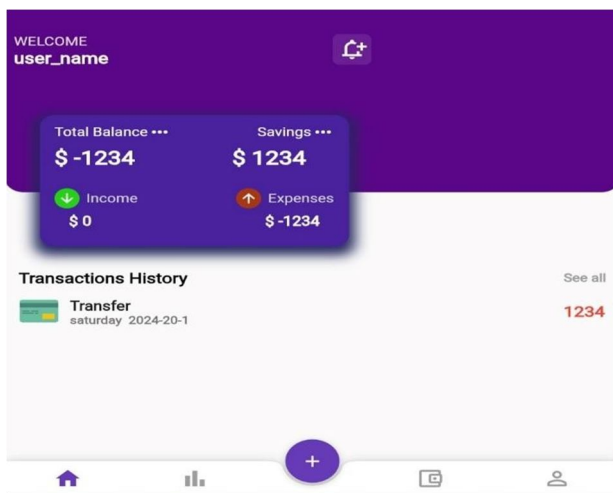 WELCOME
user_name
Total Balance •••
Savings •••
$ -1234
$ 1234
Income
Expenses
$ 0
$ -1234
Transactions History
See all
Transfer
saturday 2024-20-1
1234
+